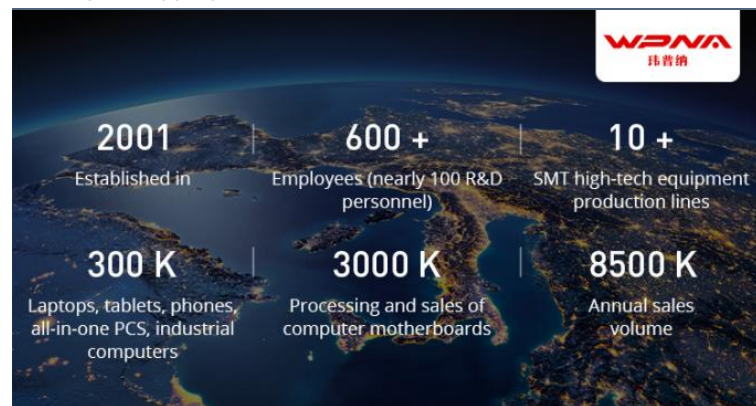 WPNA
玮普纳
2001
Established in
600 +
Employees (nearly 100 R&D
personnel)
10 +
SMT high-tech equipment
production lines
300 K
Laptops, tablets, phones,
all-in-one PCS, industrial
computers
3000 K
Processing and sales of
computer motherboards
8500 K
Annual sales
volume